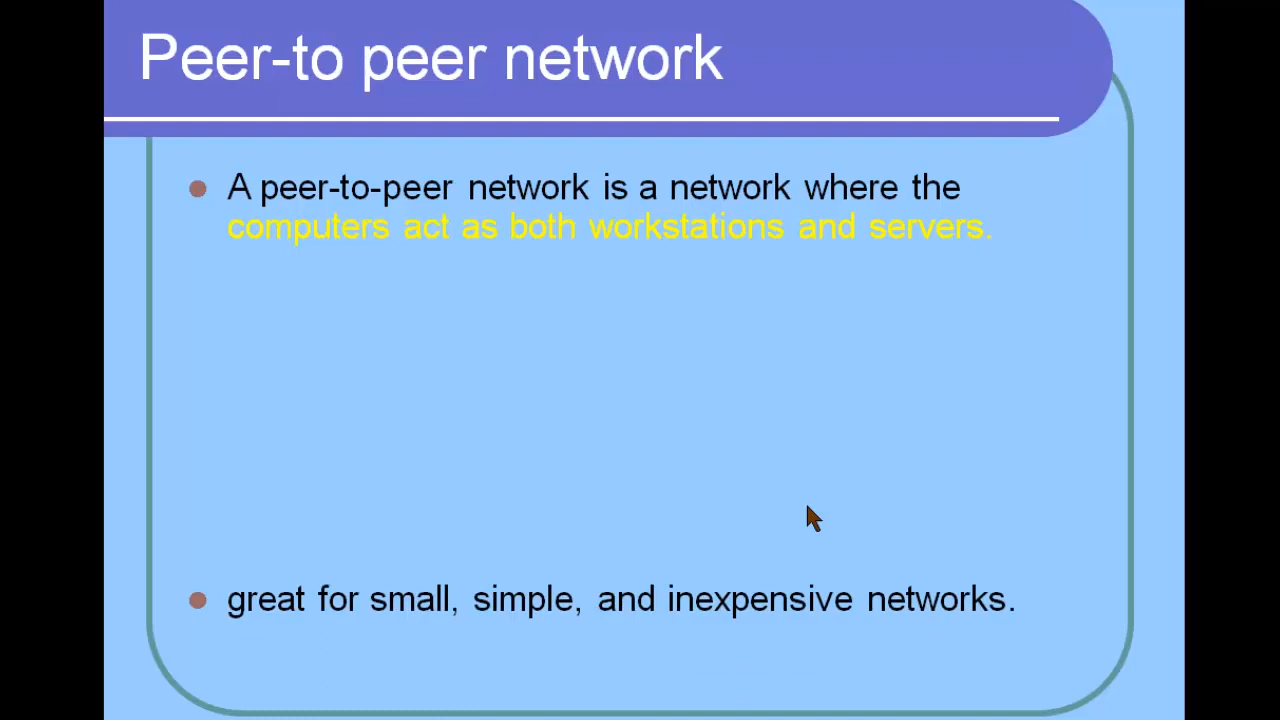 Peer-to peer network
A peer-to-peer network is a network where the
computers act as both workstations and servers.
great for small, simple, and inexpensive networks.